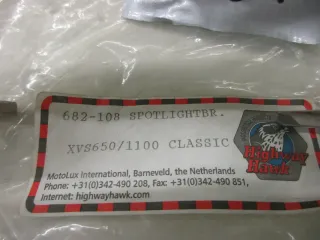 682-108 SPOTLIGHTBR.
XVS650/1100 CLASSIC
Highway
Hawk
MotoLux International, Barneveld, the Netherlands
Phone: +31(0)342-490 208, Fax: +31(0)342-490 851,
Internet: highwayhawk.com